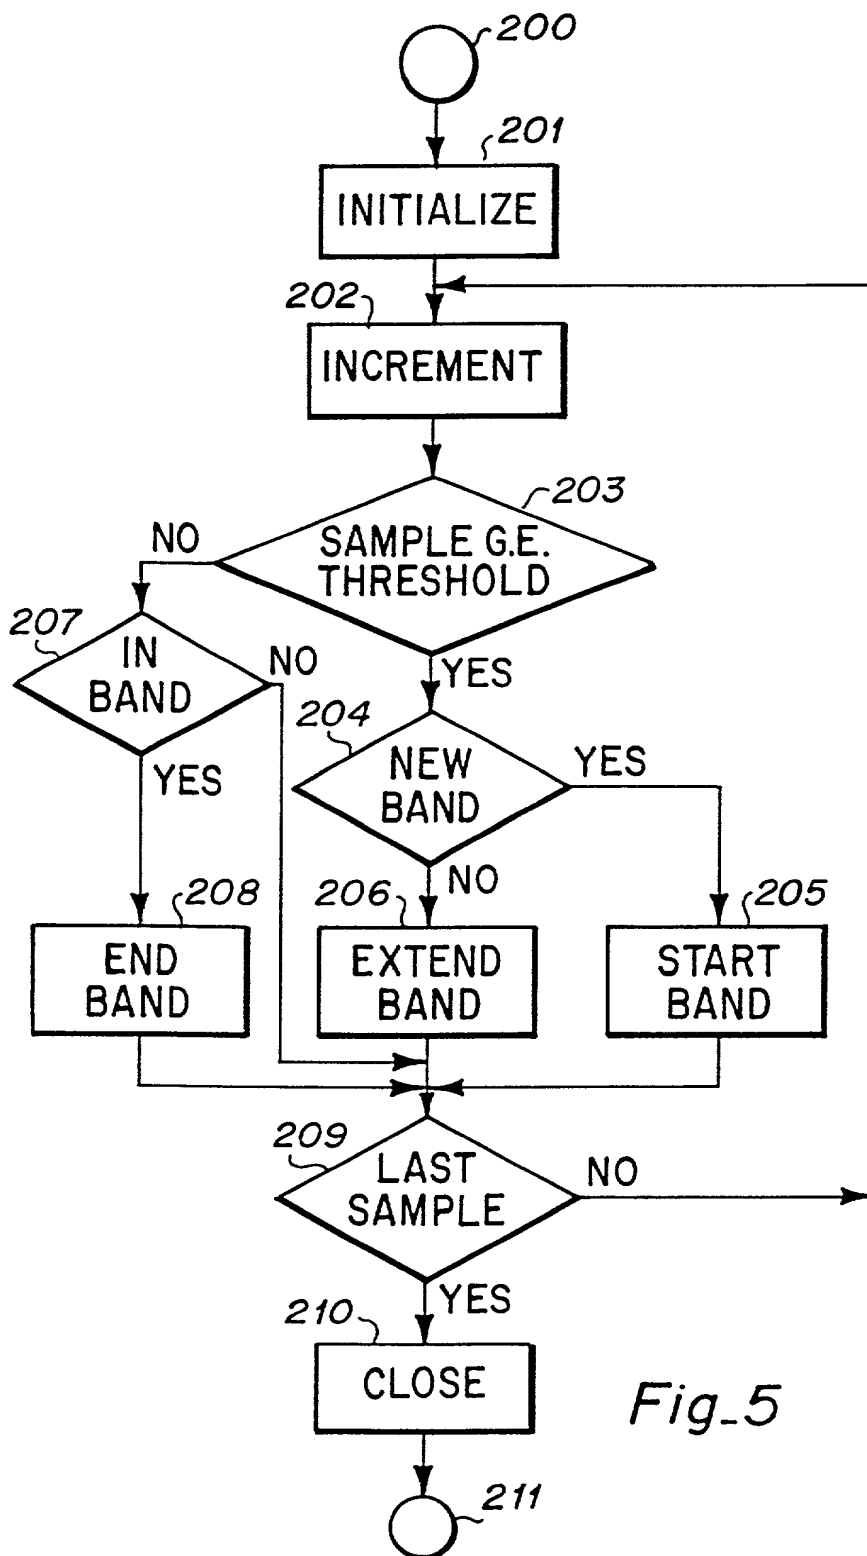 200
201
INITIALIZE
202
INCREMENT
203
SAMPLE G.E.
THRESHOLD
NO
YES
207
IN
BAND
NO
YES
204
NEW
BAND
YES
NO
208
END
BAND
206
EXTEND
BAND
205
START
BAND
209
LAST
SAMPLE
NO
YES
210
CLOSE
Fig_5
211